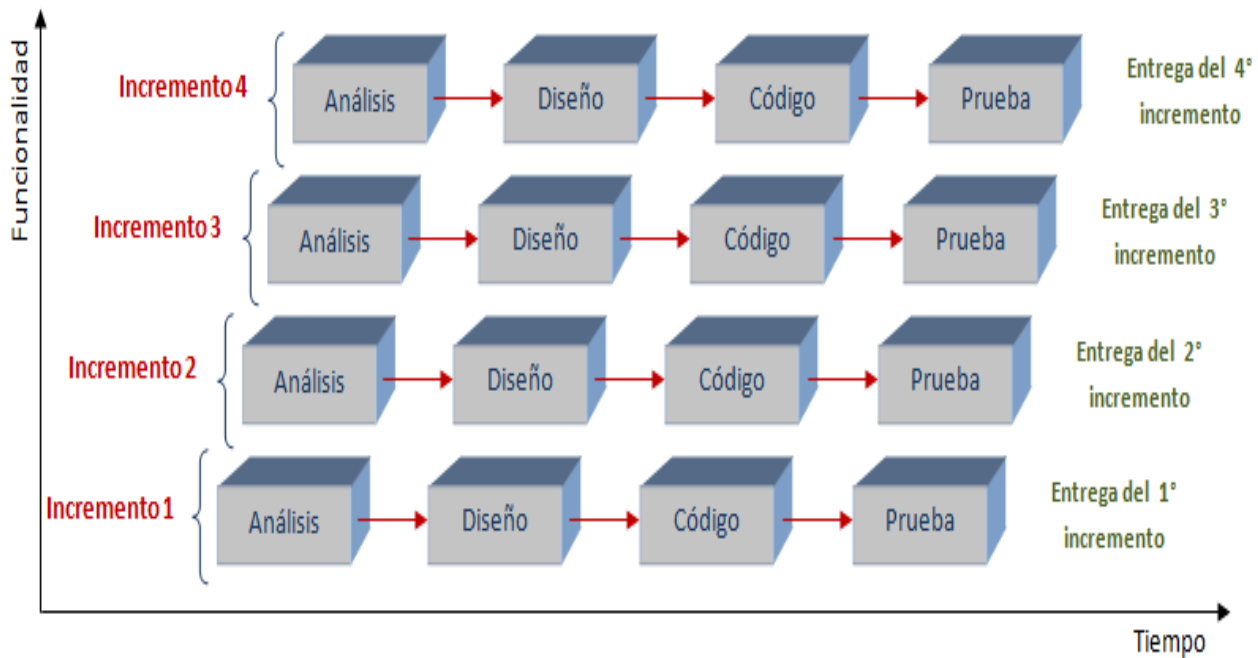 Funcionalidad
Incremento 4
Análisis
Diseño
Código
Prueba
Entrega del 4°
incremento
Incremento 3
Análisis
Diseño
Código
Prueba
Entrega del 3°
incremento
Incremento 2
Análisis
Diseño
Código
Prueba
Entrega del 2°
incremento
Incremento 1
Análisis
Diseño
Código
Prueba
Entrega del 1°
incremento
Tiempo